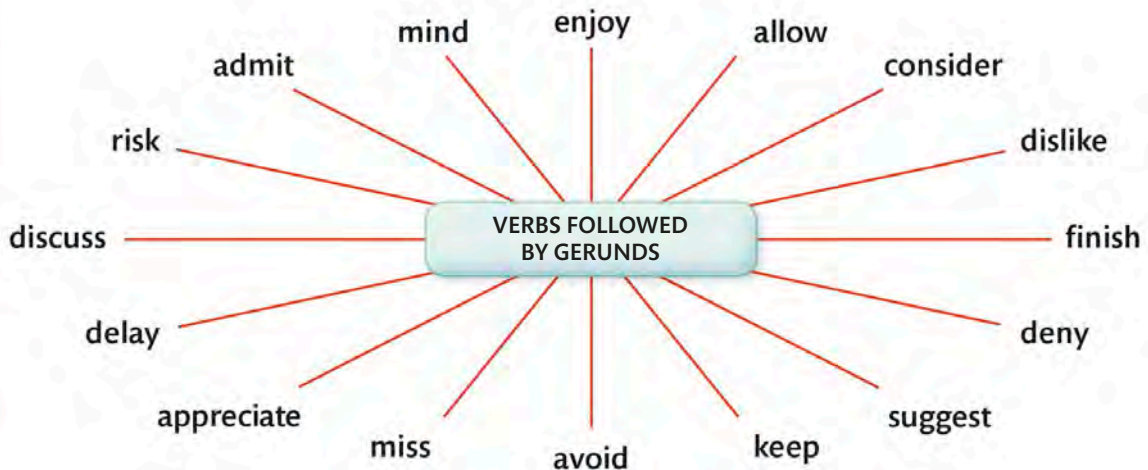 enjoy
mind
allow
admit
consider
risk
dislike
VERBS FOLLOWED
BY GERUNDS
discuss
finish
delay
deny
appreciate
suggest
miss
keep
avoid